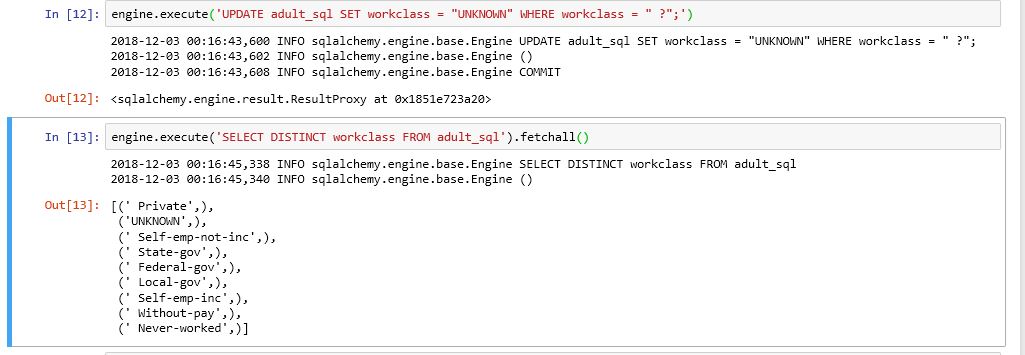 In [12]: engine.execute('UPDATE adult_sql SET workclass = "UNKNOWN" WHERE workclass = " ?";')
2018-12-03 00:16:43,600 INFO sqlalchemy.engine.base.Engine UPDATE adult_sql SET workclass = "UNKNOWN" WHERE workclass = " ?";
2018-12-03 00:16:43,602 INFO sqlalchemy.engine.base.Engine ()
2018-12-03 00:16:43,608 INFO sqlalchemy.engine.base.Engine COMMIT
Out[12]: <sqlalchemy.engine.result.ResultProxy at 0x1851e723a20>
In [13]: engine.execute('SELECT DISTINCT workclass FROM adult_sql').fetchall()
2018-12-03 00:16:45,338 INFO sqlalchemy.engine.base.Engine SELECT DISTINCT workclass FROM adult_sql
2018-12-03 00:16:45,340 INFO sqlalchemy.engine.base.Engine ()
Out[13]: [(' Private',),
('UNKNOWN',),
(' Self-emp-not-inc',),
(' State-gov',),
(' Federal-gov',),
(' Local-gov',),
(' Self-emp-inc',),
(' Without-pay',),
(' Never-worked',)]